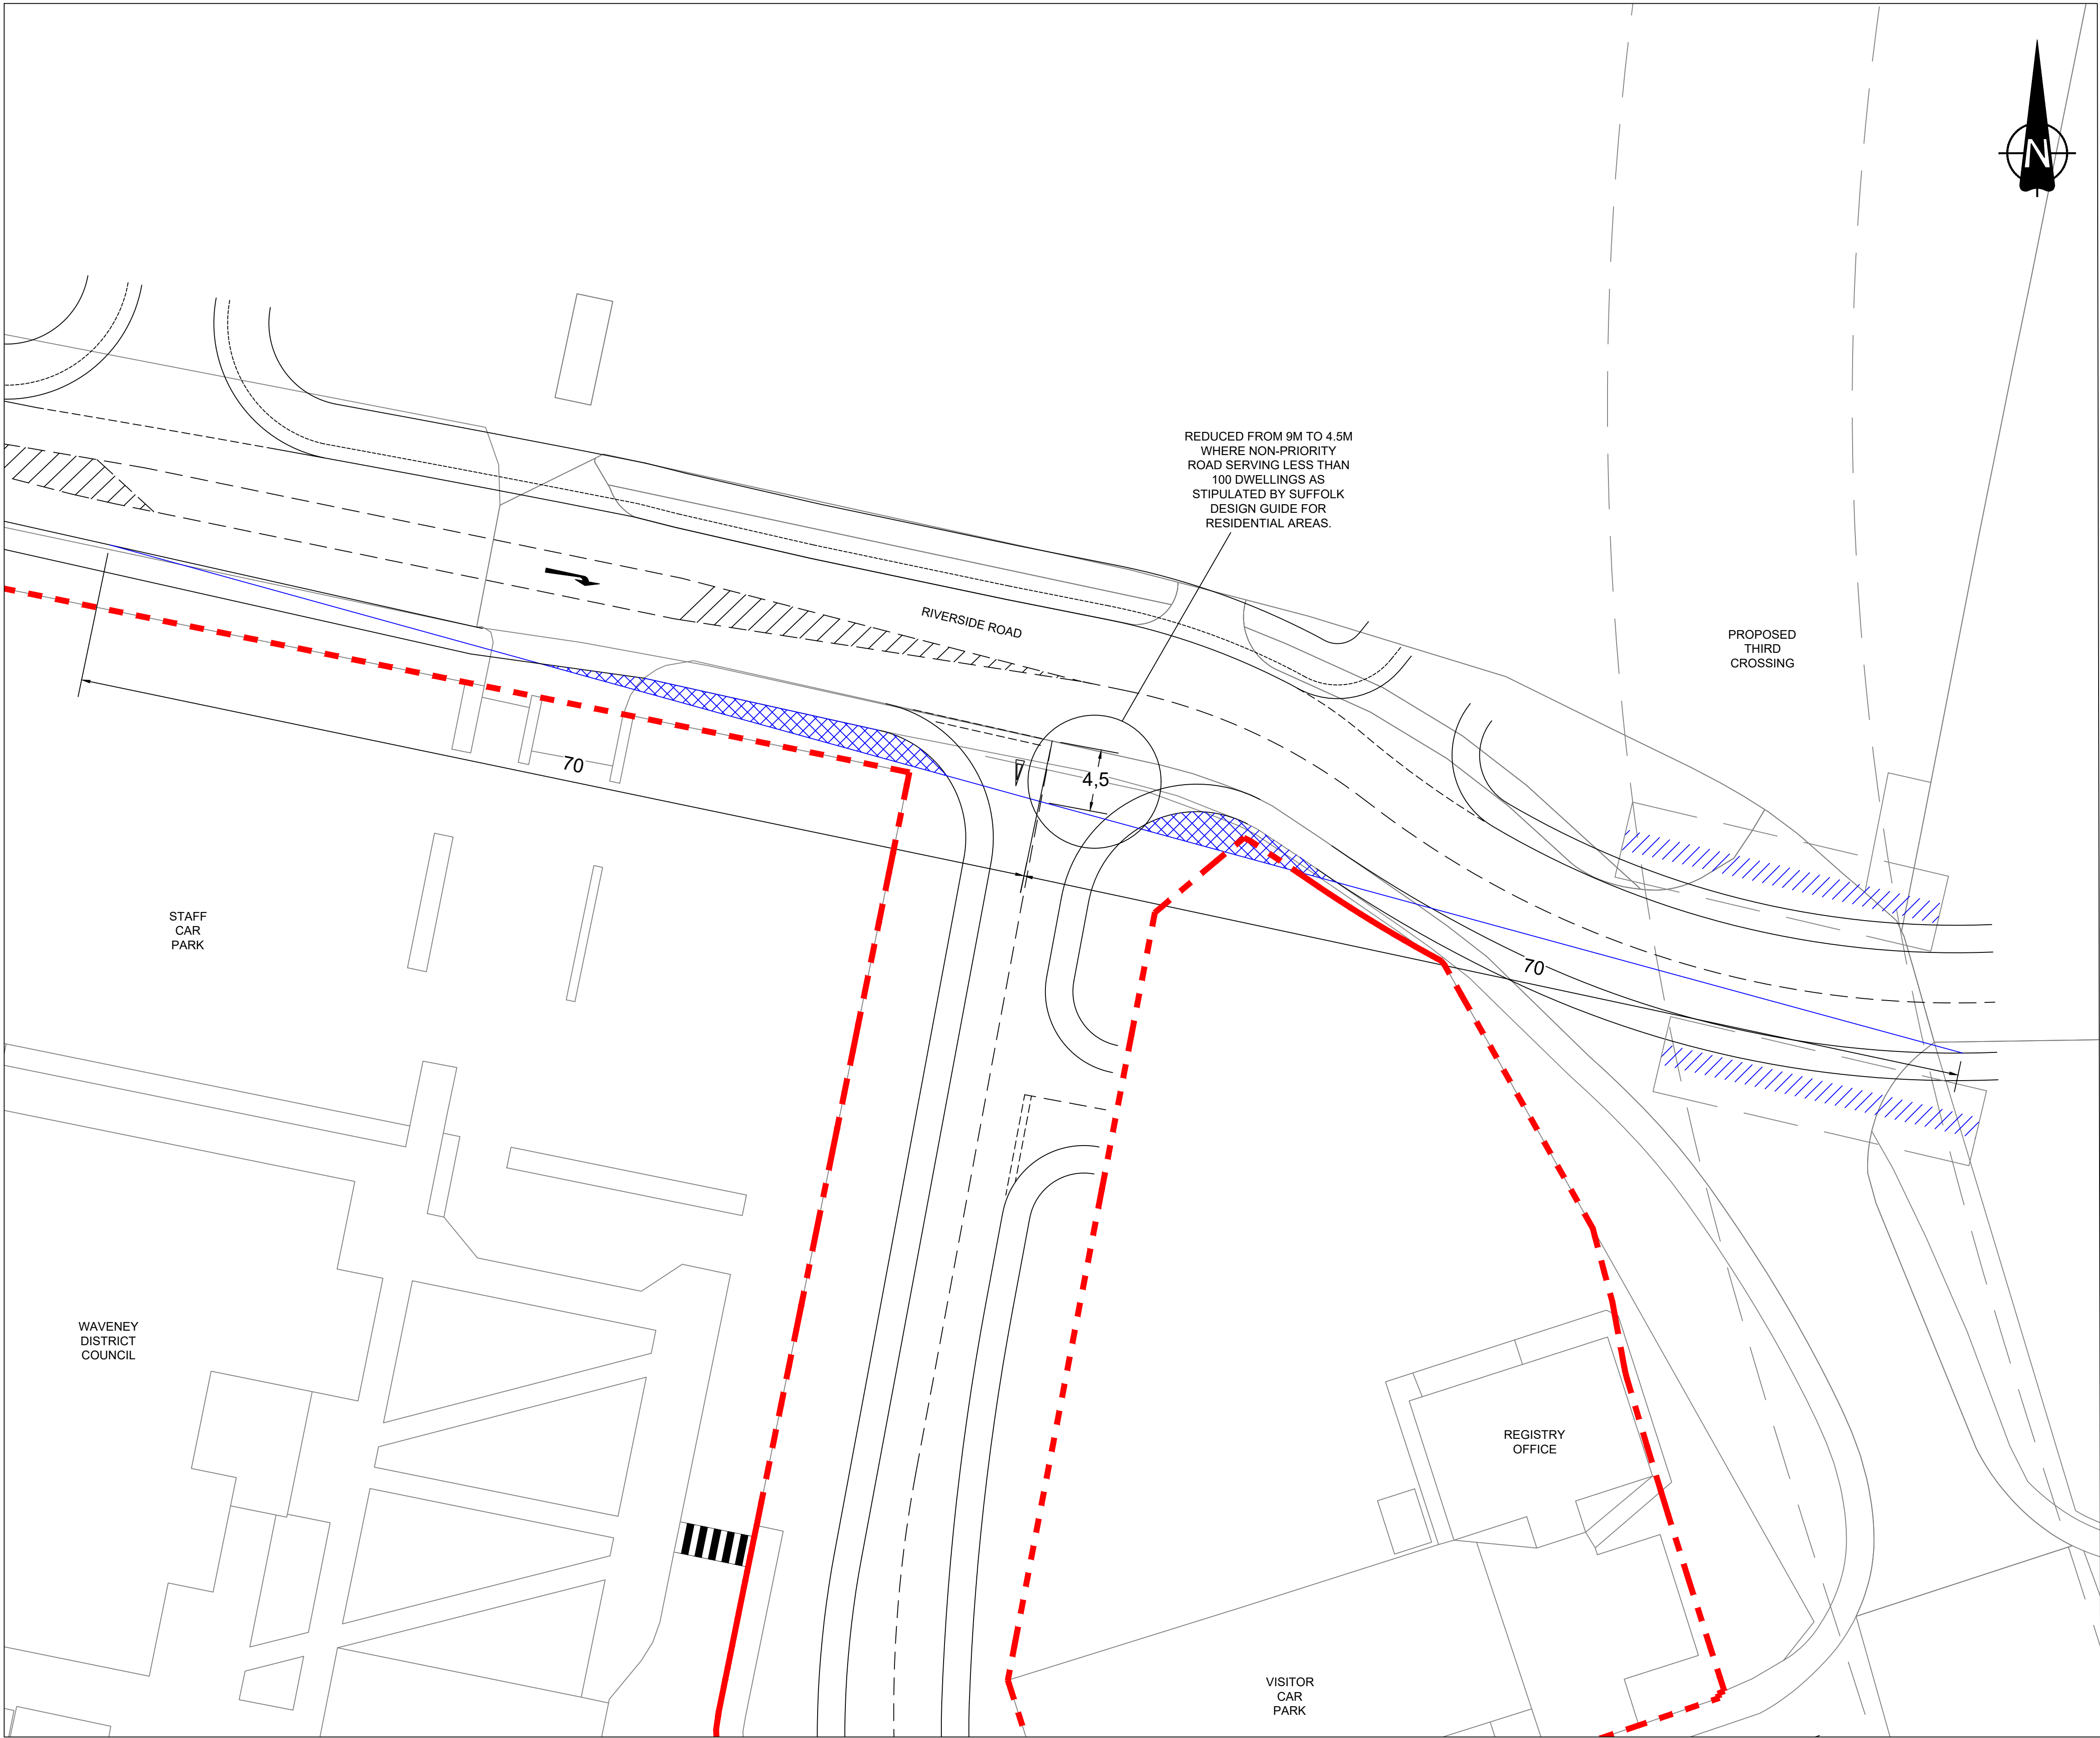 N
REDUCED FROM 9M TO 4.5M
WHERE NON-PRIORITY
ROAD SERVING LESS THAN
100 DWELLINGS AS
STIPULATED BY SUFFOLK
DESIGN GUIDE FOR
RESIDENTIAL AREAS.
RIVERSIDE ROAD
PROPOSED
THIRD
CROSSING
70
4,5
STAFF
CAR
PARK
70
WAVENEY
DISTRICT
COUNCIL
REGISTRY
OFFICE
VISITOR
CAR
PARK